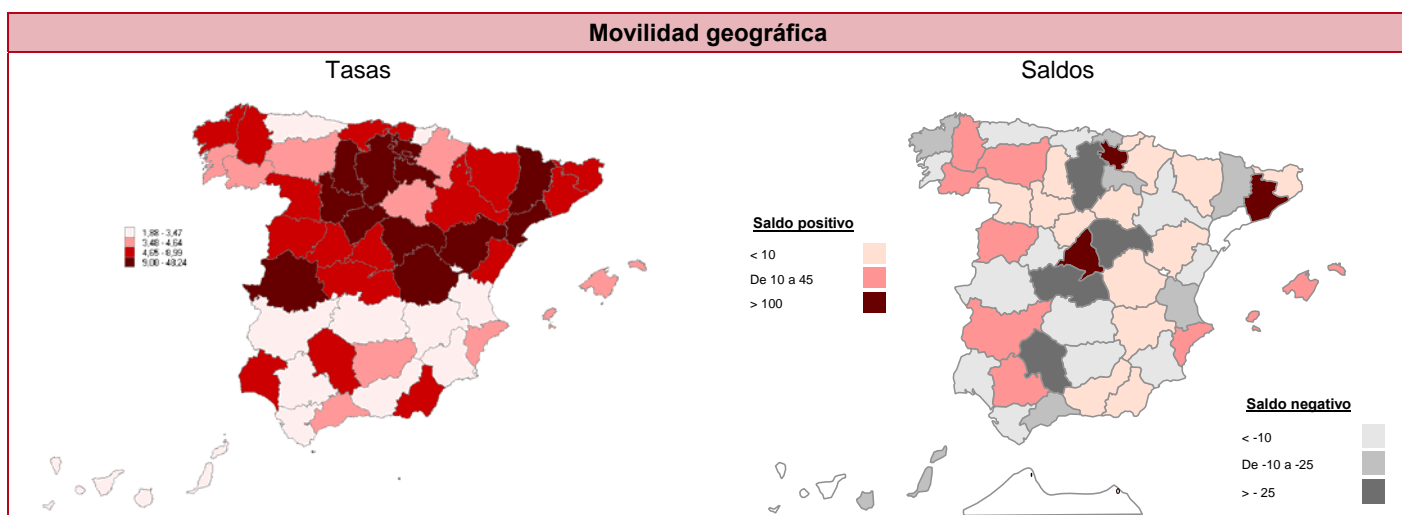 Movilidad geográfica
Tasas
Saldos
1,88 - 3,47
3,48 - 4,64
4,65 - 8,99
9,00 - 48,24
Saldo positivo
< 10
De 10 a 45
> 100
Saldo negativo
< -10
De -10 a -25
> - 25